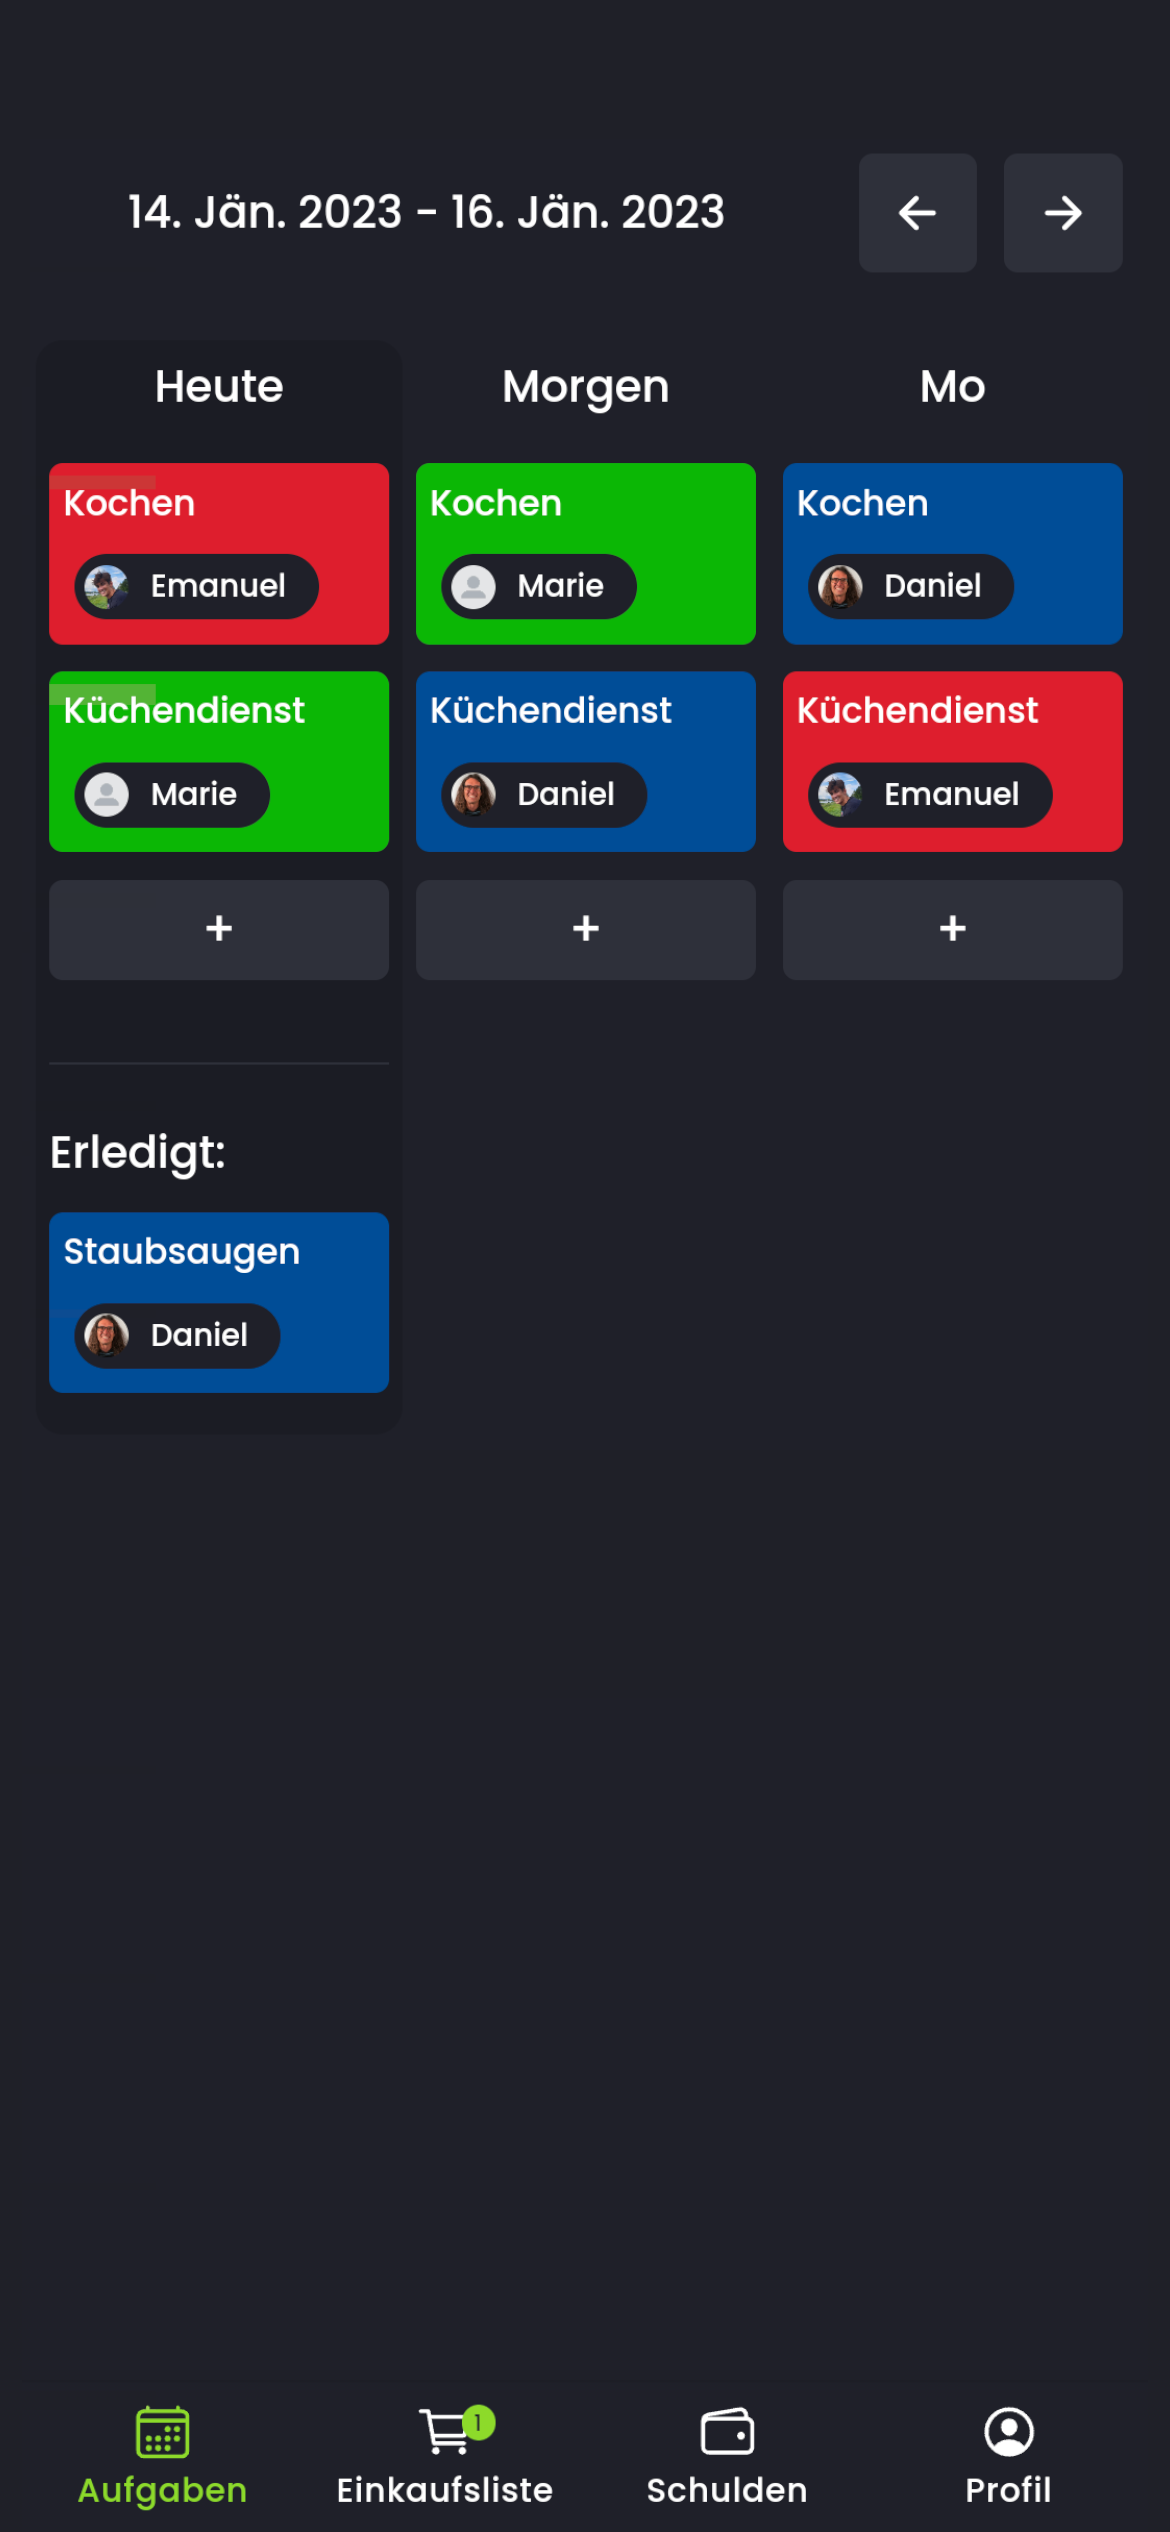 14. Jän. 2023 - 16. Jän. 2023
Heute
Morgen
Mo
Kochen
Emanuel
Kochen
Marie
Kochen
Daniel
Küchendienst
Marie
Küchendienst
Daniel
Küchendienst
Emanuel
+
+
+
Erledigt:
Staubsaugen
Daniel
1
Aufgaben
Einkaufsliste
Schulden
Profil